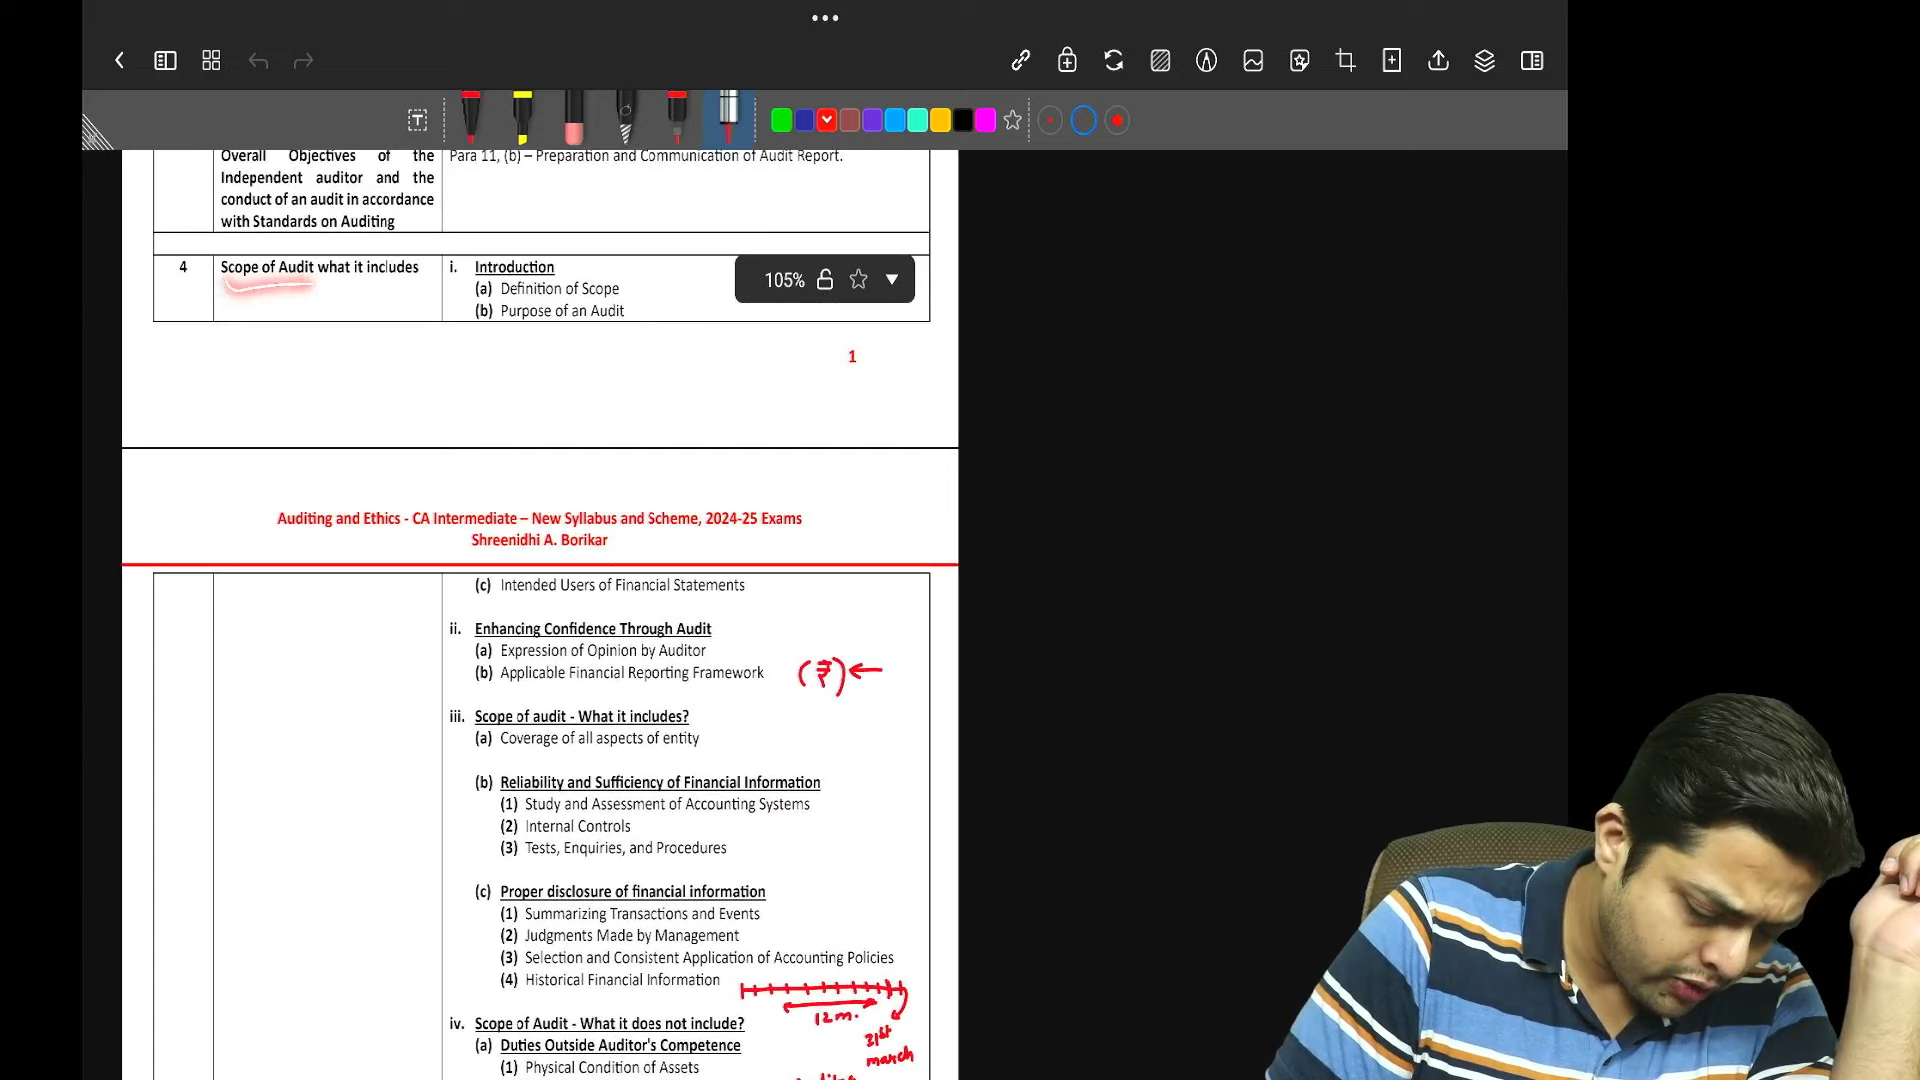 Overall Objectives of the
Independent auditor and the
conduct of an audit in accordance
with Standards on Auditing
Para 11, (b) – Preparation and Communication of Audit Report.
4
Scope of Audit what it includes
i. Introduction
(a) Definition of Scope
(b) Purpose of an Audit
105%
1
Auditing and Ethics - CA Intermediate – New Syllabus and Scheme, 2024-25 Exams
Shreenidhi A. Borikar
(c) Intended Users of Financial Statements
ii. Enhancing Confidence Through Audit
(a) Expression of Opinion by Auditor
(b) Applicable Financial Reporting Framework
(₹) ←
iii. Scope of audit - What it includes?
(a) Coverage of all aspects of entity
(b) Reliability and Sufficiency of Financial Information
(1) Study and Assessment of Accounting Systems
(2) Internal Controls
(3) Tests, Enquiries, and Procedures
(c) Proper disclosure of financial information
(1) Summarizing Transactions and Events
(2) Judgments Made by Management
(3) Selection and Consistent Application of Accounting Policies
(4) Historical Financial Information
12m.
31st
march
iv. Scope of Audit - What it does not include?
(a) Duties Outside Auditor's Competence
(1) Physical Condition of Assets